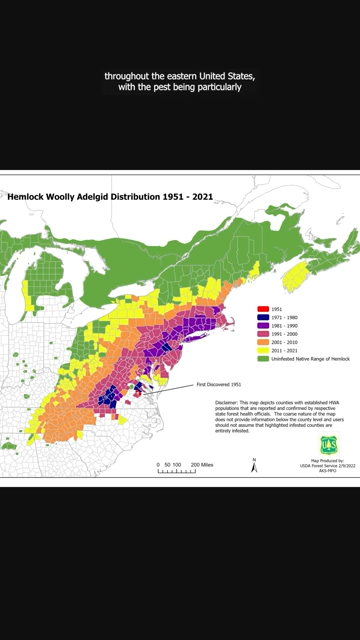 throughout the eastern United States,
with the pest being particularly
Hemlock Woolly Adelgid Distribution 1951 - 2021
1951
1971 - 1980
1981 - 1990
1991 - 2000
2001 - 2010
2011 - 2021
Uninfested Native Range of Hemlock
First Discovered 1951
Disclaimer: This map depicts counties with established HWA
populations that are reported and confirmed by respective
state forest health officials. The coarse nature of the map
does not provide information below the county level and users
should not assume that highlighted infested counties are
entirely infested.
0 50 100 200 Miles
N
UAS
Map Produced by:
USDA Forest Service 2/9/2022